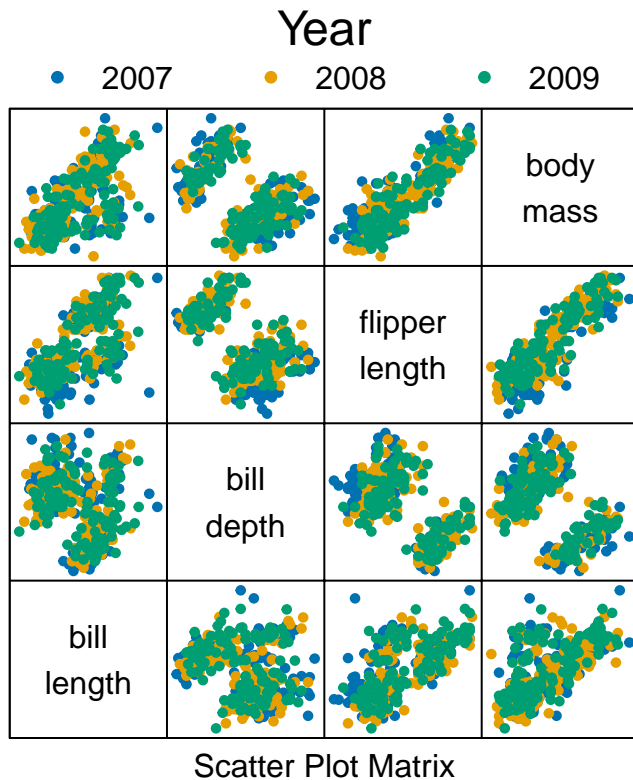 Year
2007 2008 2009
body
mass
flipper
length
bill
depth
bill
length
Scatter Plot Matrix